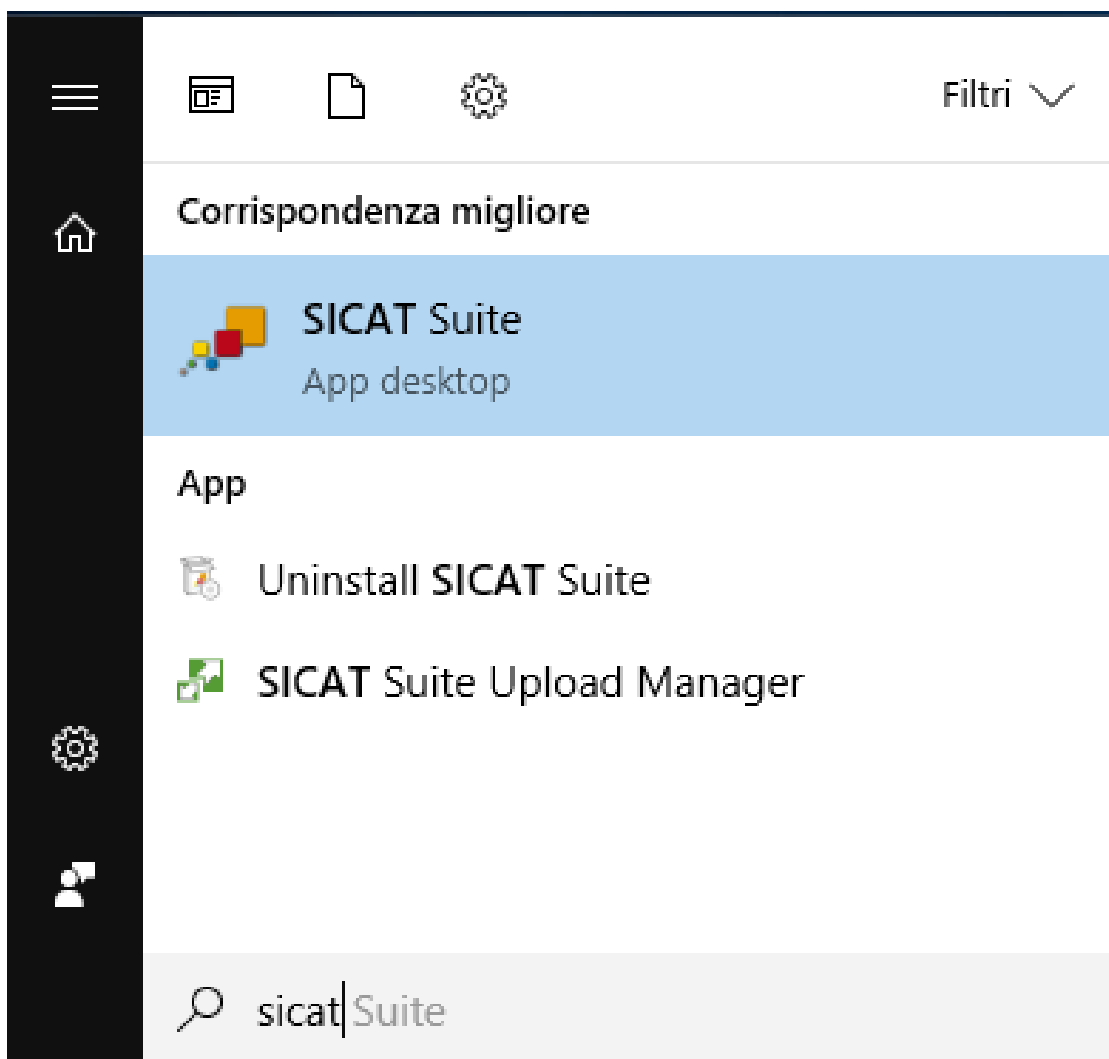 Filtri
Corrispondenza migliore
SICAT Suite
App desktop
App
Uninstall SICAT Suite
SICAT Suite Upload Manager
sicat Suite